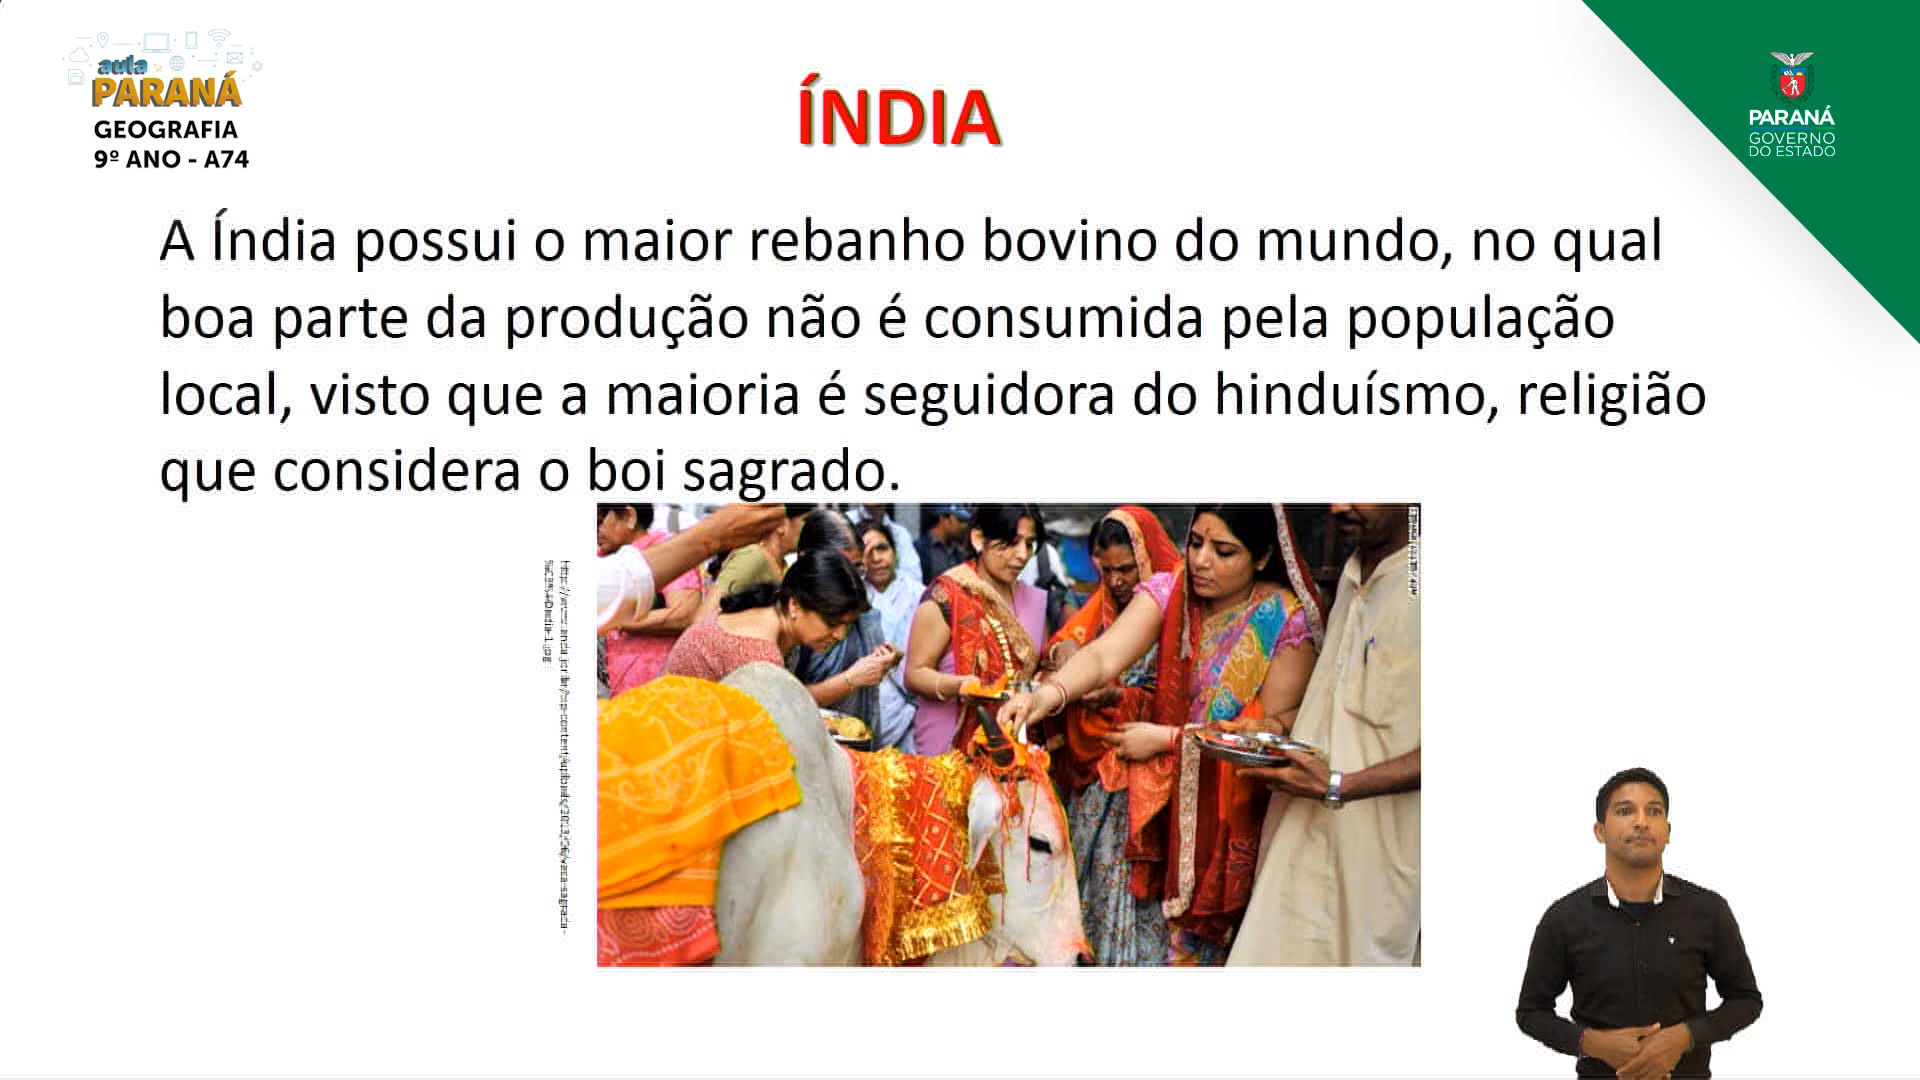 aula
PARANÁ
GEOGRAFIA
9º ANO - A74
ÍNDIA
PARANÁ
GOVERNO
DO ESTADO
A Índia possui o maior rebanho bovino do mundo, no qual
boa parte da produção não é consumida pela população
local, visto que a maioria é seguidora do hinduísmo, religião
que considera o boi sagrado.